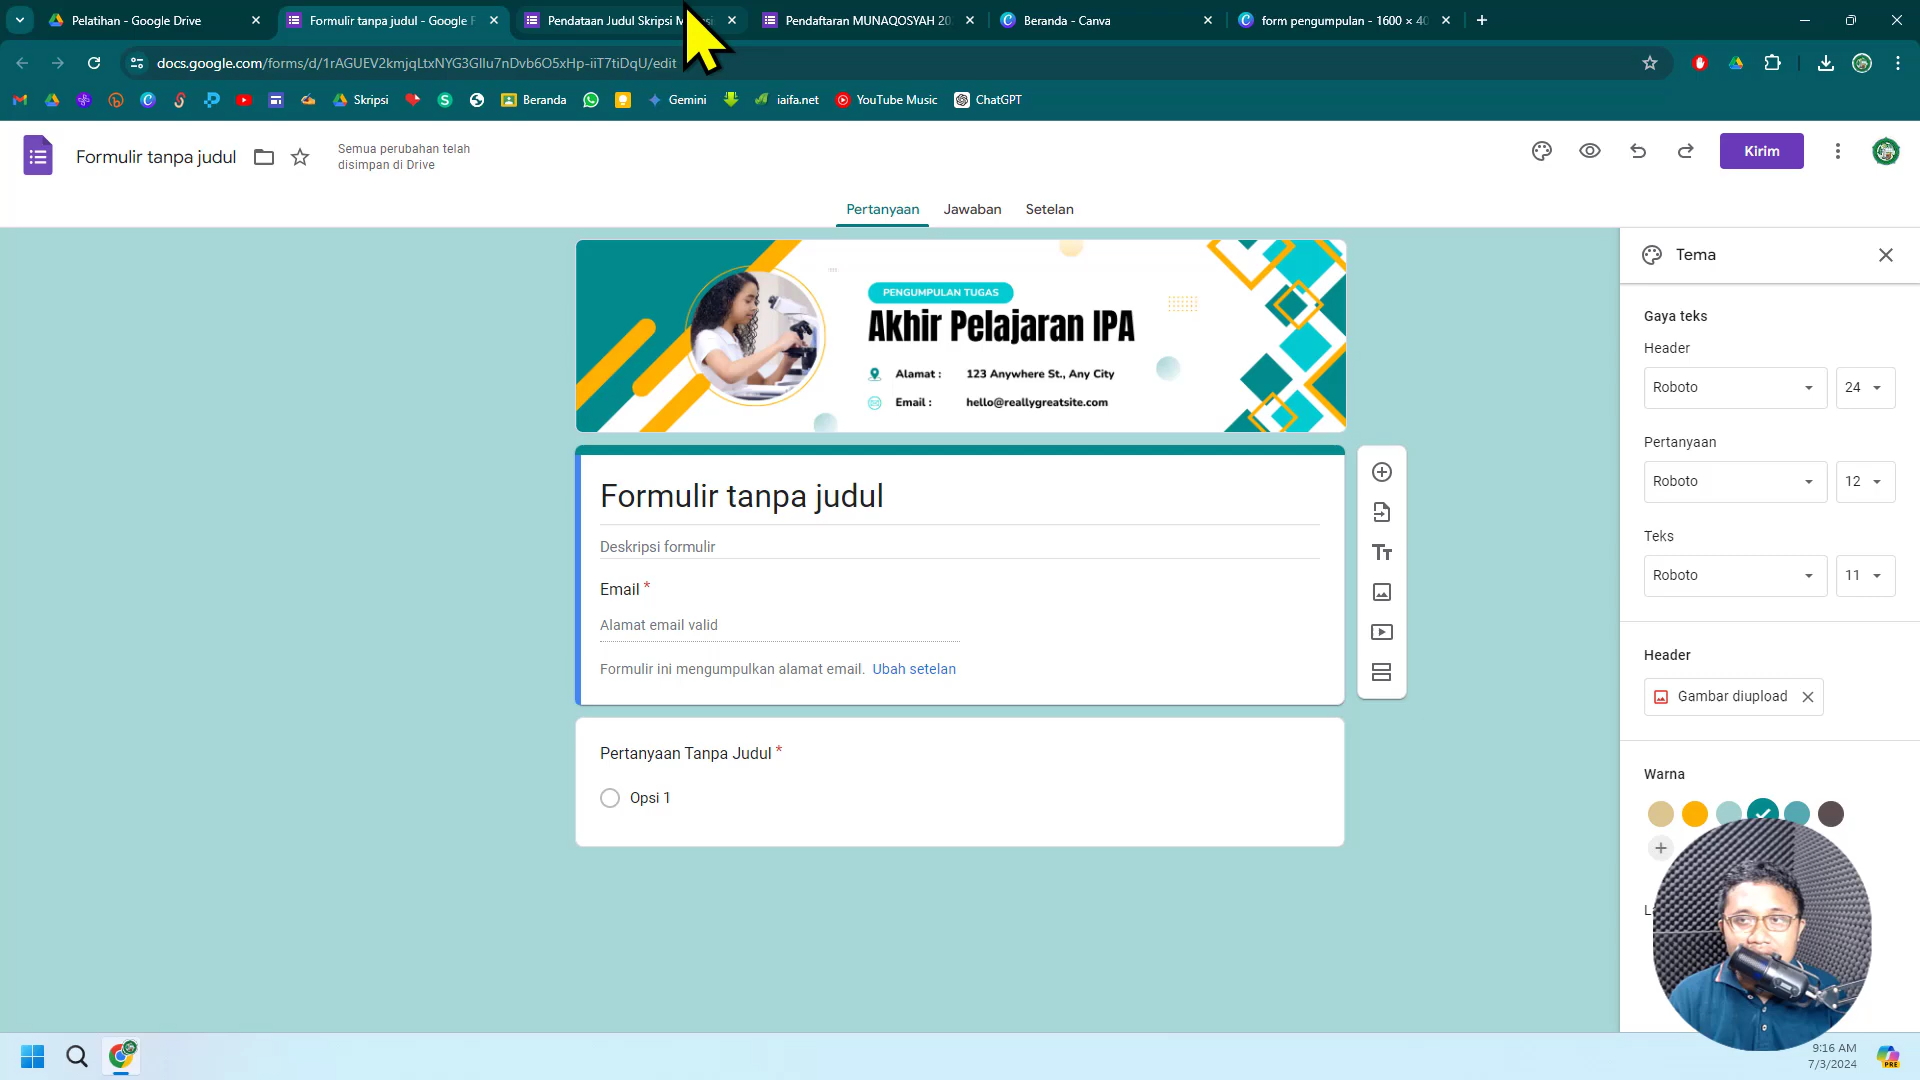 Pelatihan - Google Drive
Formulir tanpa judul - Google F
Pendataan Judul Skripsi M
Pendaftaran MUNAQOSYAH 20
Beranda - Canva
form pengumpulan - 1600 × 40
docs.google.com/forms/d/1rAGUEV2kmjqLtxNYG3GIlu7nDvb6O5xHp-iiT7tiDqU/edit
Skripsi
Beranda
Gemini
iaifa.net
YouTube Music
ChatGPT
Formulir tanpa judul
Semua perubahan telah
disimpan di Drive
Kirim
Pertanyaan
Jawaban
Setelan
PENGUMPULAN TUGAS
Akhir Pelajaran IPA
Alamat : 123 Anywhere St., Any City
Email : hello@reallygreatsite.com
Formulir tanpa judul
Deskripsi formulir
Email *
Alamat email valid
Formulir ini mengumpulkan alamat email. Ubah setelan
Pertanyaan Tanpa Judul *
Opsi 1
Tema
Gaya teks
Header
Roboto 24
Pertanyaan
Roboto 12
Teks
Roboto 11
Header
Gambar diupload
Warna
9:16 AM
7/3/2024
PRE